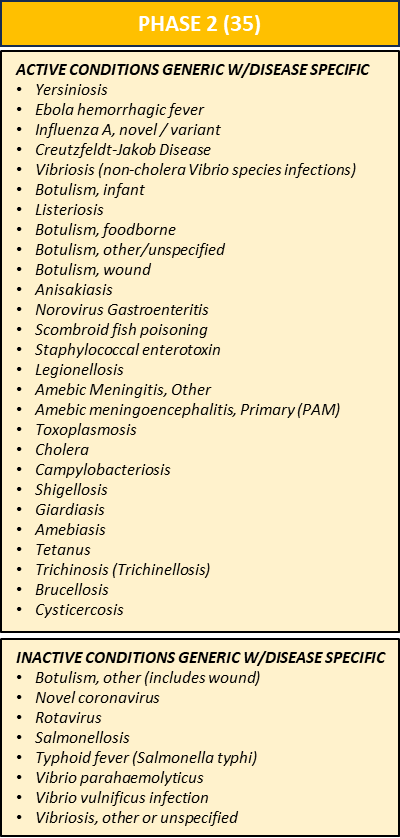 PHASE 2 (35)
ACTIVE CONDITIONS GENERIC W/DISEASE SPECIFIC
• Yersiniosis
• Ebola hemorrhagic fever
• Influenza A, novel / variant
• Creutzfeldt-Jakob Disease
• Vibriosis (non-cholera Vibrio species infections)
• Botulism, infant
• Listeriosis
• Botulism, foodborne
• Botulism, other/unspecified
• Botulism, wound
• Anisakiasis
• Norovirus Gastroenteritis
• Scombroid fish poisoning
• Staphylococcal enterotoxin
• Legionellosis
• Amebic Meningitis, Other
• Amebic meningoencephalitis, Primary (PAM)
• Toxoplasmosis
• Cholera
• Campylobacteriosis
• Shigellosis
• Giardiasis
• Amebiasis
• Tetanus
• Trichinosis (Trichinellosis)
• Brucellosis
• Cysticercosis
INACTIVE CONDITIONS GENERIC W/DISEASE SPECIFIC
• Botulism, other (includes wound)
• Novel coronavirus
• Rotavirus
• Salmonellosis
• Typhoid fever (Salmonella typhi)
• Vibrio parahaemolyticus
• Vibrio vulnificus infection
• Vibriosis, other or unspecified